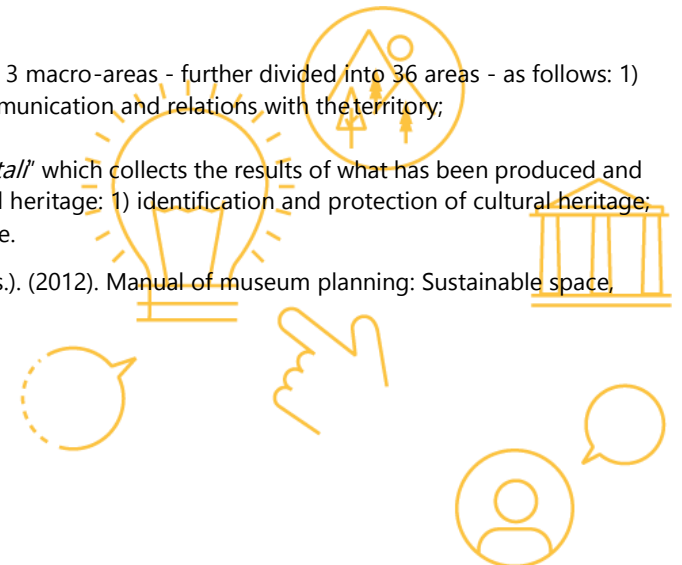 3 macro-areas - further divided into 36 areas - as follows: 1)
munication and relations with theterritory;
tali" which collects the results of what has been produced and
l heritage: 1) identification and protection of cultural heritage;
e.
s.). (2012). Manual of museum planning: Sustainable space,